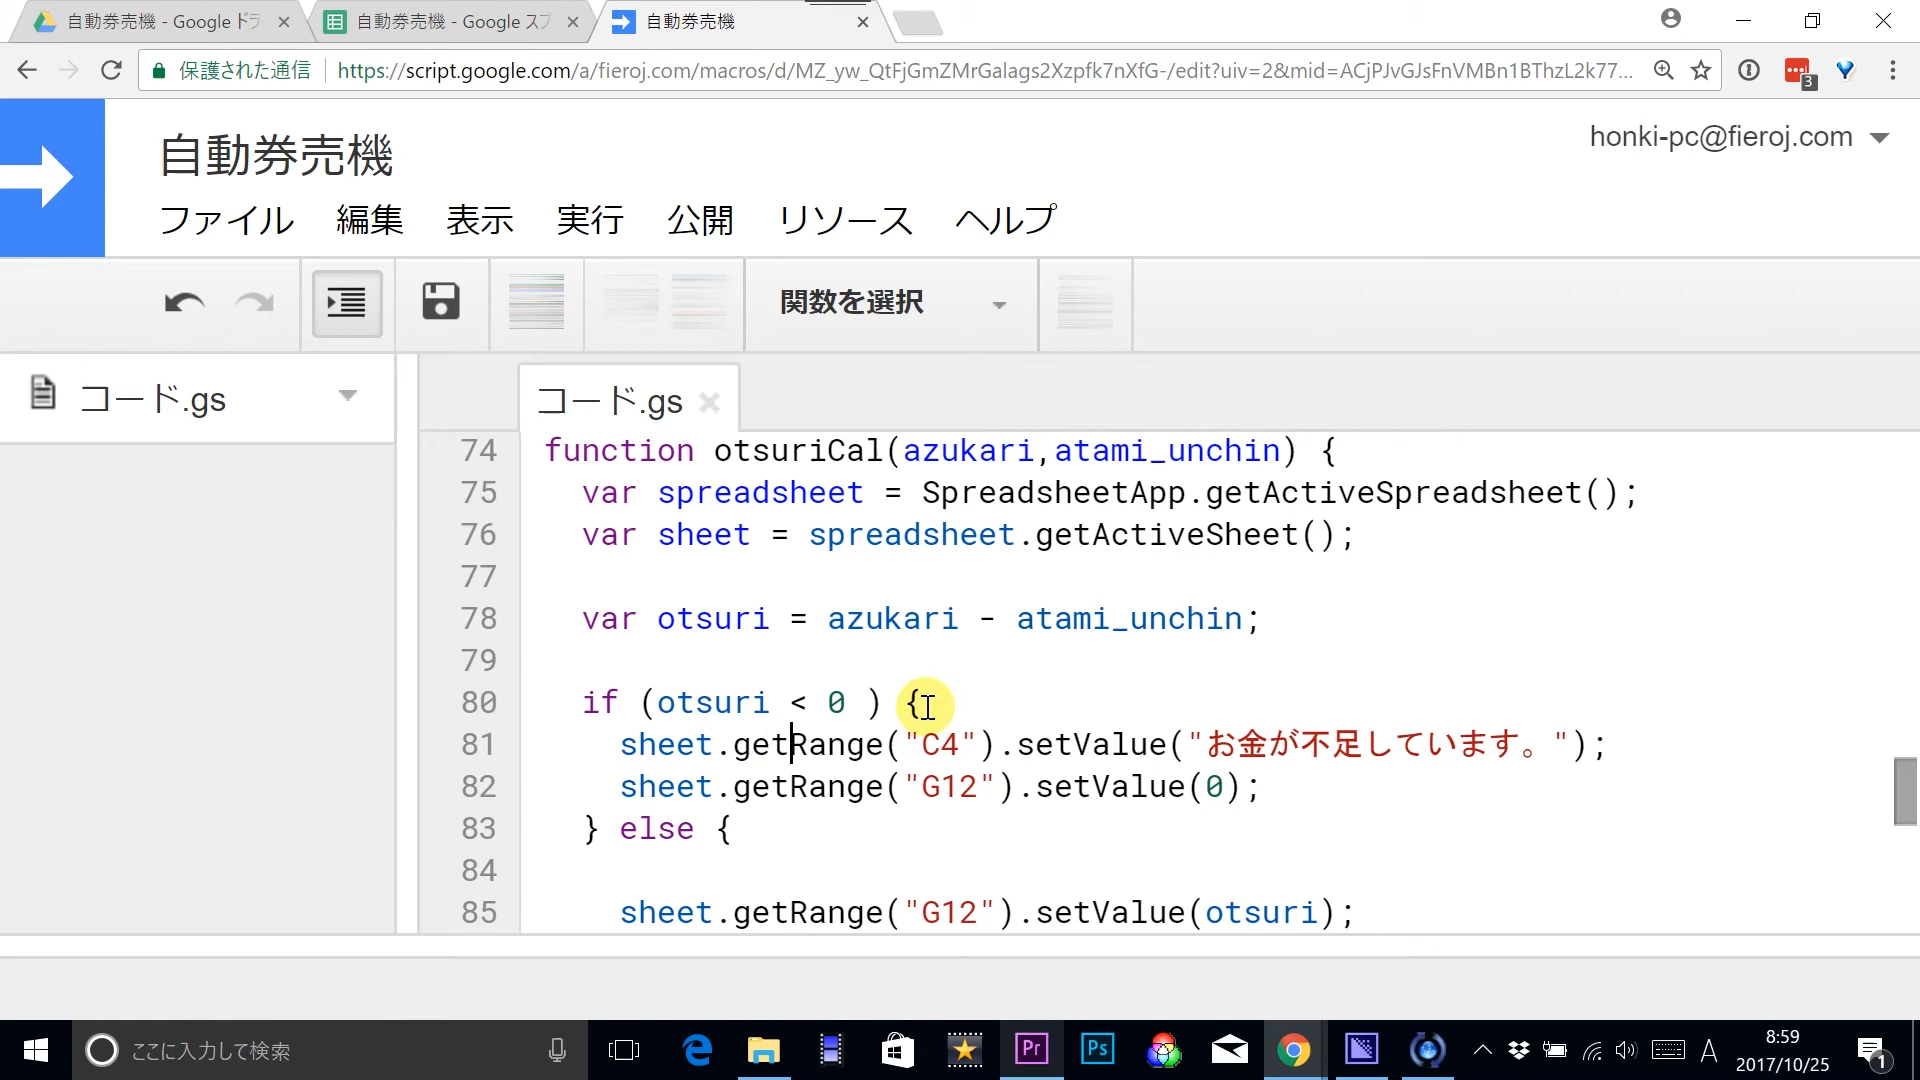 自動券売機 - Google ドラ
自動券売機 - Google スプ
自動券売機
保護された通信
https://script.google.com/a/fieroj.com/macros/d/MZ_yw_QtFjGmZMrGalags2Xzpfk7nXfG-/edit?uiv=2&mid=ACjPJvGJsFnVMBn1BThzL2k77...
3
自動券売機
honki-pc@fieroj.com
ファイル 編集 表示 実行 公開 リソース ヘルプ
関数を選択
コード.gs
コード.gs
74 function otsuriCal(azukari,atami_unchin) {
75 var spreadsheet = SpreadsheetApp.getActiveSpreadsheet();
76 var sheet = spreadsheet.getActiveSheet();
77
78 var otsuri = azukari - atami_unchin;
79
80 if (otsuri < 0 ) {
81 sheet.getRange("C4").setValue("お金が不足しています。");
82 sheet.getRange("G12").setValue(0);
83 } else {
84
85 sheet.getRange("G12").setValue(otsuri);
ここに入力して検索
Pr
Ps
A
8:59
2017/10/25
1